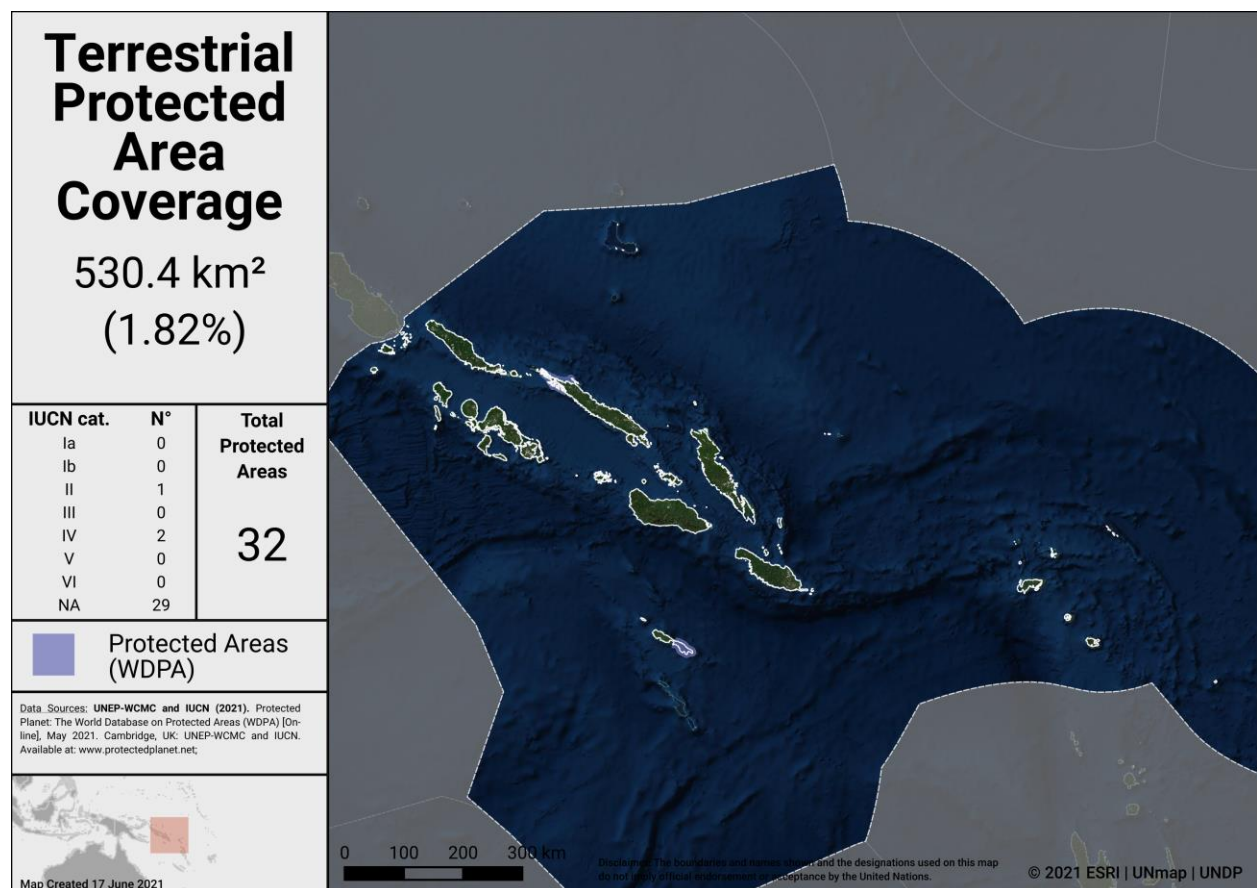 Terrestrial
Protected
Area
Coverage
530.4 km²
(1.82%)
IUCN cat. N°
Ia 0
Ib 0
II 1
III 0
IV 2
V 0
VI 0
NA 29
Total
Protected
Areas
32
Protected Areas
(WDPA)
Data Sources: UNEP-WCMC and IUCN (2021). Protected
Planet: The World Database on Protected Areas (WDPA) [On-
line], May 2021. Cambridge, UK: UNEP-WCMC and IUCN.
Available at: www.protectedplanet.net;
Map Created 17 June 2021
0 100 200 300 km
Disclaimer: The boundaries and names shown and the designations used on this map
do not imply official endorsement or acceptance by the United Nations.
© 2021 ESRI | UNmap | UNDP